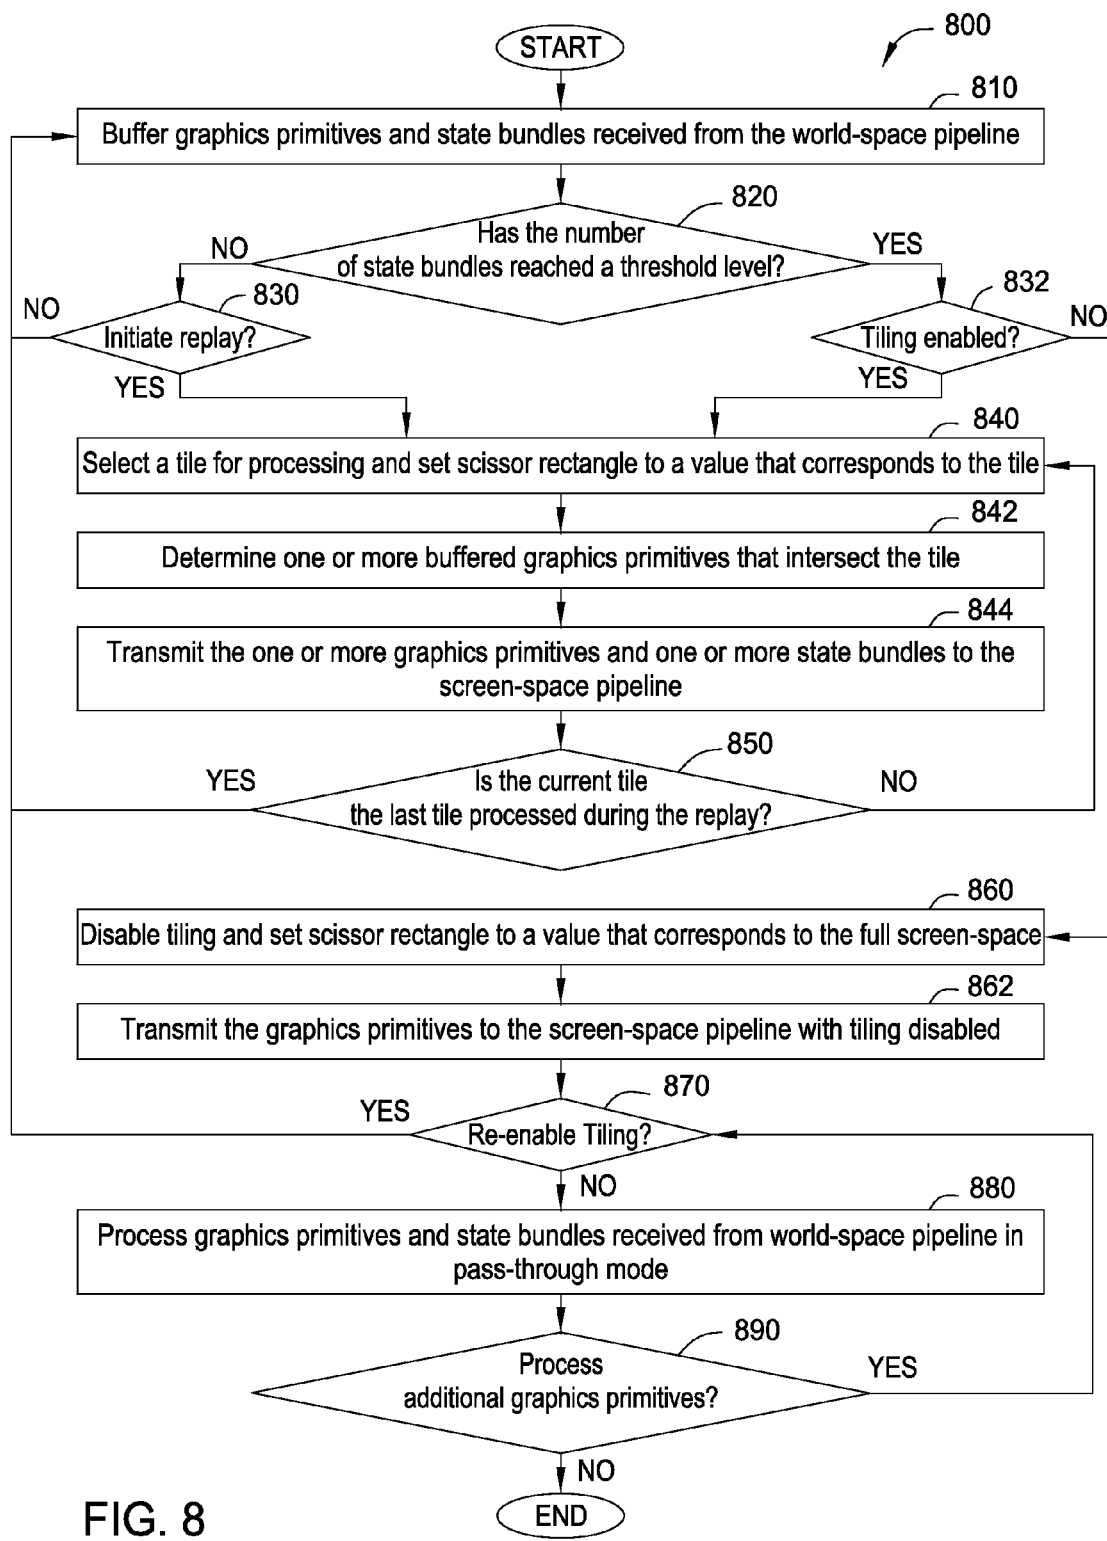 START
800
810
Buffer graphics primitives and state bundles received from the world-space pipeline
820
Has the number
of state bundles reached a threshold level?
NO
YES
830
832
NO
Initiate replay?
Tiling enabled?
NO
YES
YES
840
Select a tile for processing and set scissor rectangle to a value that corresponds to the tile
842
Determine one or more buffered graphics primitives that intersect the tile
844
Transmit the one or more graphics primitives and one or more state bundles to the
screen-space pipeline
850
YES
Is the current tile
the last tile processed during the replay?
NO
860
Disable tiling and set scissor rectangle to a value that corresponds to the full screen-space
862
Transmit the graphics primitives to the screen-space pipeline with tiling disabled
870
YES
Re-enable Tiling?
NO
880
Process graphics primitives and state bundles received from world-space pipeline in
pass-through mode
890
Process
additional graphics primitives?
YES
NO
END
FIG. 8